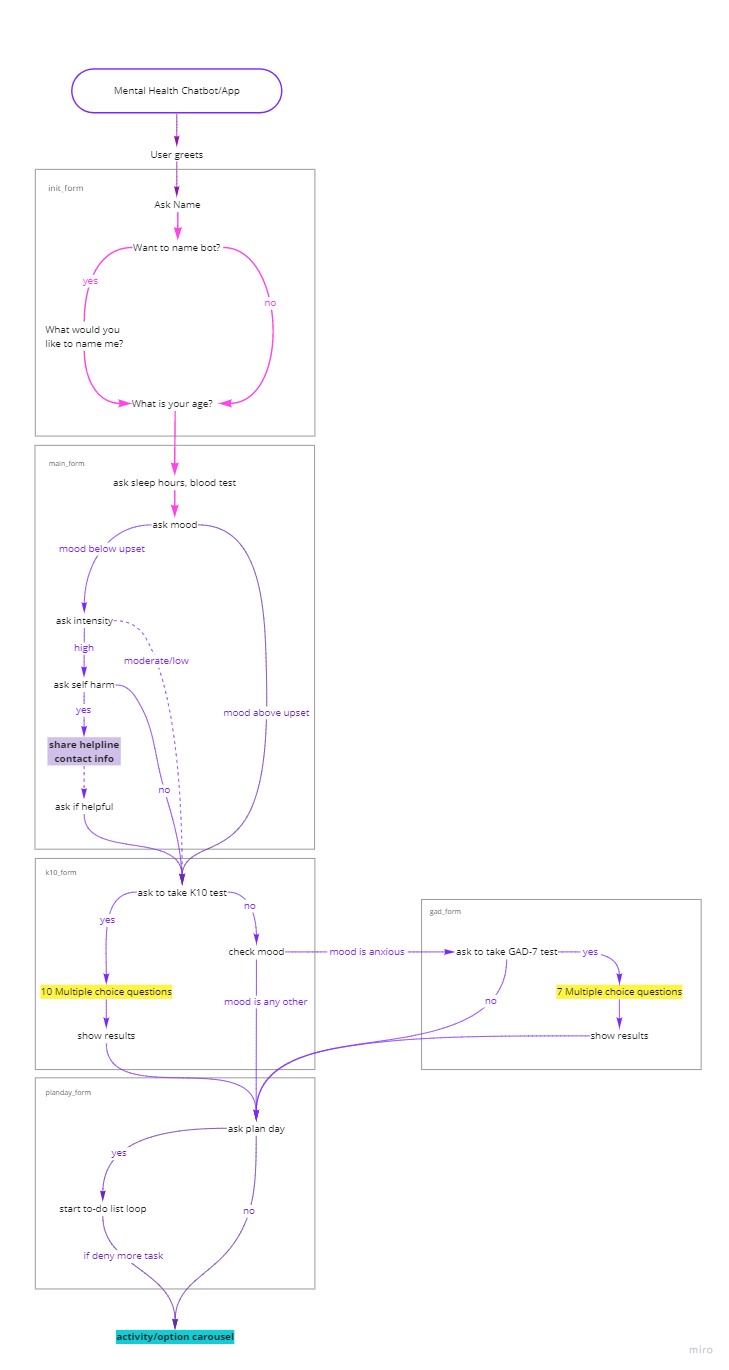 Mental Health Chatbot/App
User greets
init_form
Ask Name
Want to name bot?
yes
no
What would you
like to name me?
What is your age?
main_form
ask sleep hours, blood test
ask mood
mood below upset
ask intensity
high
moderate/low
ask self harm
yes
mood above upset
share helpline
contact info
no
ask if helpful
k10_form
ask to take K10 test
no
yes
gad_form
check mood
mood is anxious
ask to take GAD-7 test
yes
10 Multiple choice questions
mood is any other
no
7 Multiple choice questions
show results
show results
planday_form
ask plan day
yes
start to-do list loop
no
if deny more task
activity/option carousel
miro